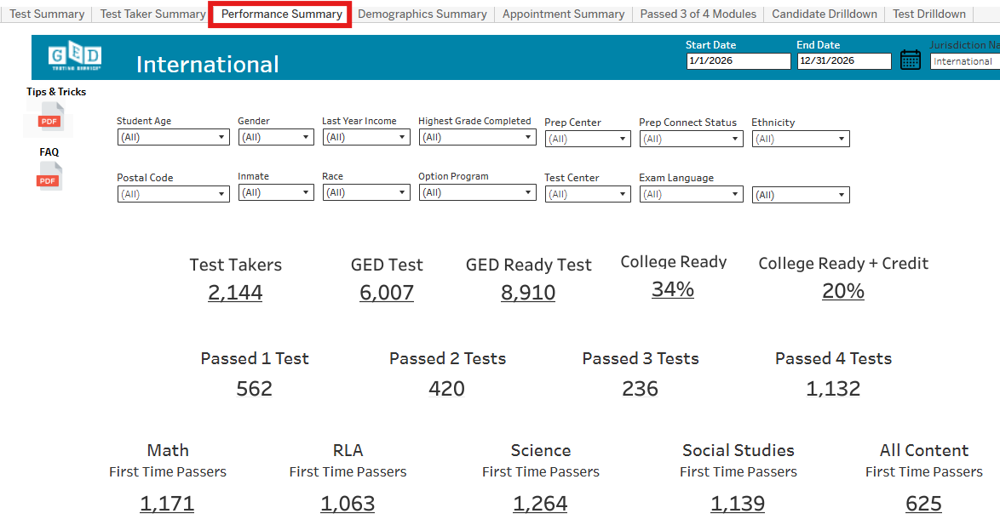 Test Summary
Test Taker Summary
Performance Summary
Demographics Summary
Appointment Summary
Passed 3 of 4 Modules
Candidate Drilldown
Test Drilldown
GED
TESTING SERVICE
International
Start Date
1/1/2026
End Date
12/31/2026
Jurisdiction Na
International
Tips & Tricks
PDF
FAQ
PDF
Student Age
(All)
Gender
(All)
Last Year Income
(All)
Highest Grade Completed
(All)
Prep Center
(All)
Prep Connect Status
(All)
Ethnicity
(All)
Postal Code
(All)
Inmate
(All)
Race
(All)
Option Program
(All)
Test Center
(All)
Exam Language
(All)
(All)
Test Takers
2,144
GED Test
6,007
GED Ready Test
8,910
College Ready
34%
College Ready + Credit
20%
Passed 1 Test
562
Passed 2 Tests
420
Passed 3 Tests
236
Passed 4 Tests
1,132
Math
First Time Passers
1,171
RLA
First Time Passers
1,063
Science
First Time Passers
1,264
Social Studies
First Time Passers
1,139
All Content
First Time Passers
625